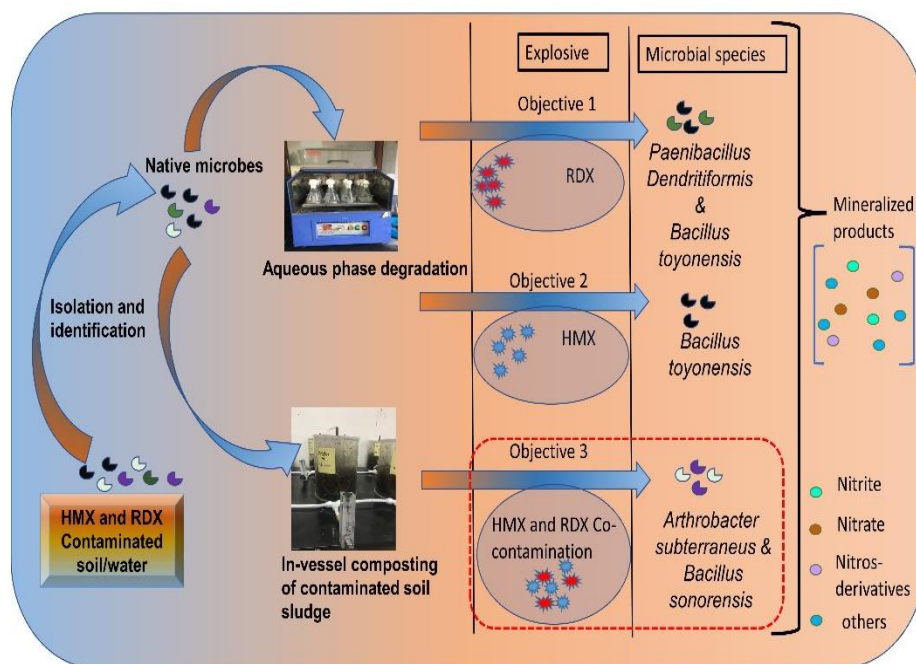 Explosive
Microbial species
Native microbes
Isolation and
identification
HMX and RDX
Contaminated
soil/water
Aqueous phase degradation
In-vessel composting
of contaminated soil
sludge
Objective 1
RDX
Paenibacillus
Dendritiformis
&
Bacillus
toyonensis
Objective 2
HMX
Bacillus
toyonensis
Objective 3
HMX and RDX Co-
contamination
Arthrobacter
subterraneus &
Bacillus
sonorensis
Mineralized
products
Nitrite
Nitrate
Nitros-
derivatives
others